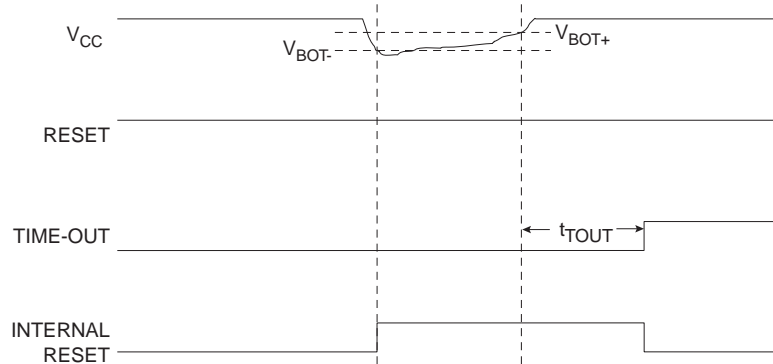 VCC
VBOT-
VBOT+
RESET
TIME-OUT
tTOUT
INTERNAL
RESET